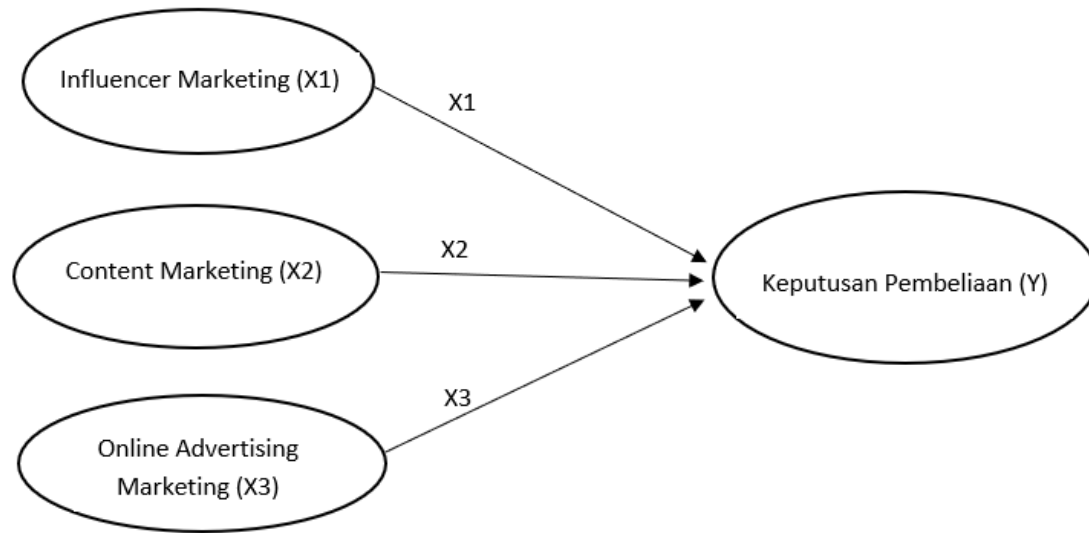 Influencer Marketing (X1)
X1
Content Marketing (X2)
X2
Keputusan Pembeliaan (Y)
X3
Online Advertising
Marketing (X3)